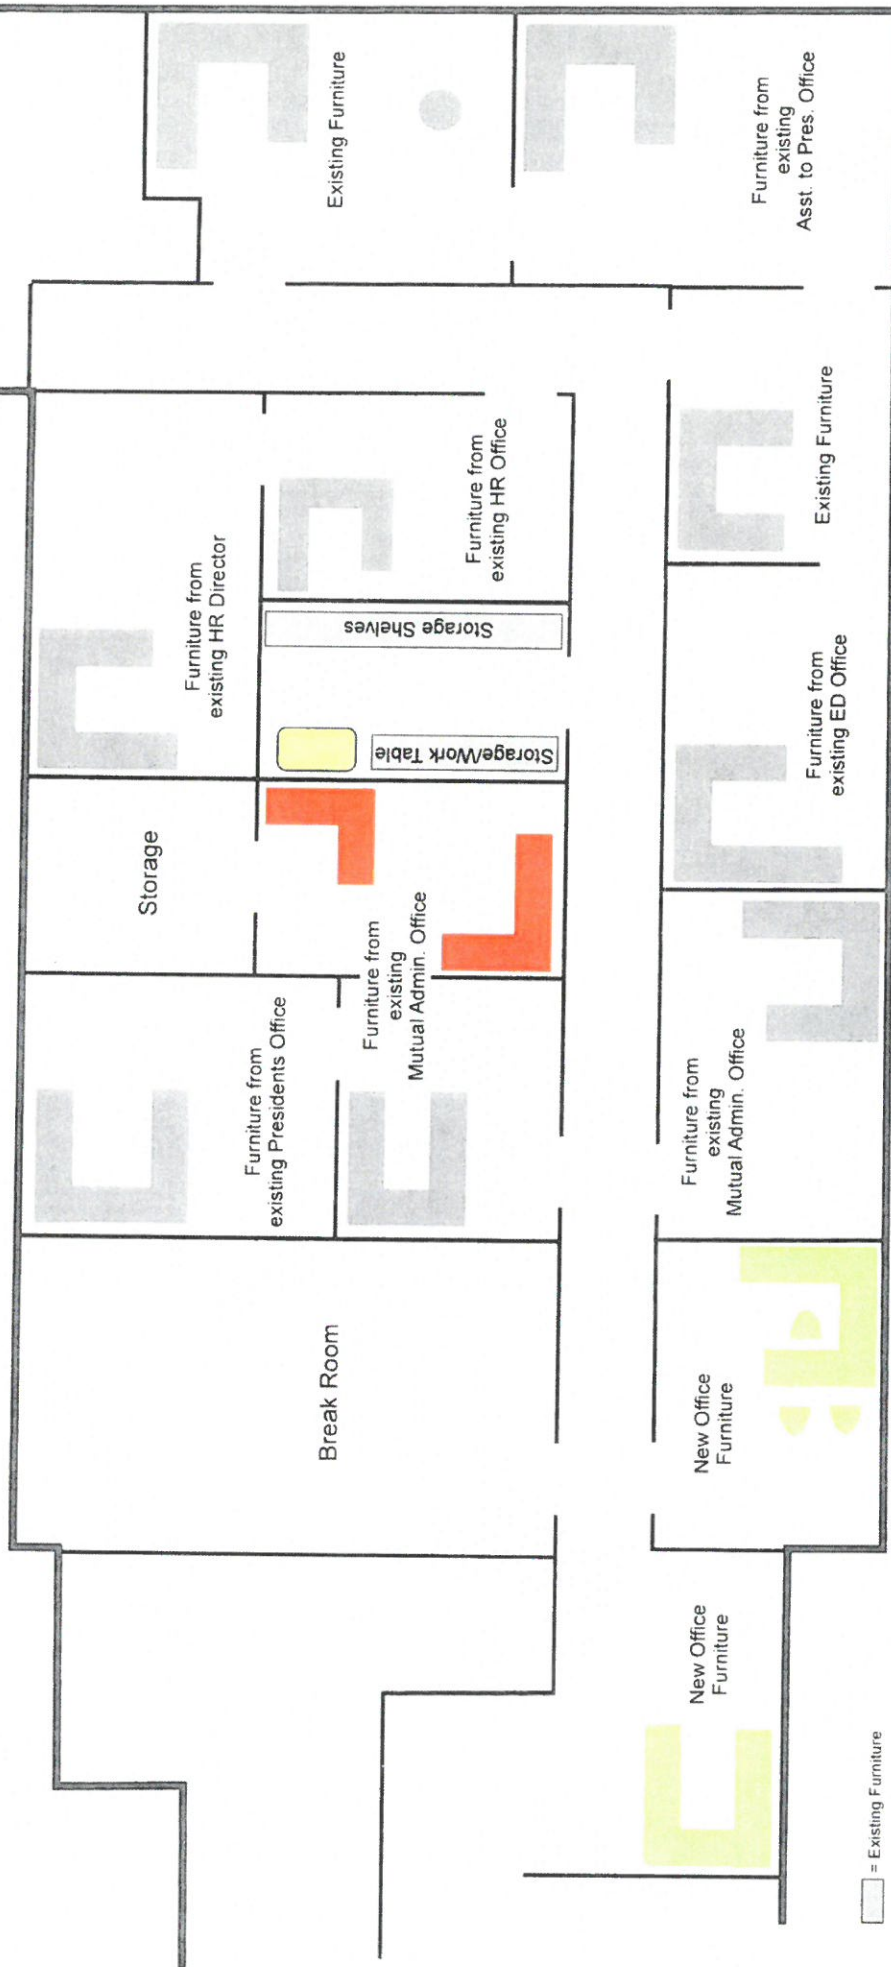 Existing Furniture
Furniture from
existing
Asst. to Pres. Office
Furniture from
existing HR Director
Furniture from
existing HR Office
Storage Shelves
Storage/Work Table
Existing Furniture
Storage
Furniture from
existing ED Office
Furniture from
existing
Mutual Admin. Office
Furniture from
existing Presidents Office
Furniture from
existing
Mutual Admin. Office
Break Room
New Office
Furniture
New Office
Furniture
= Existing Furniture